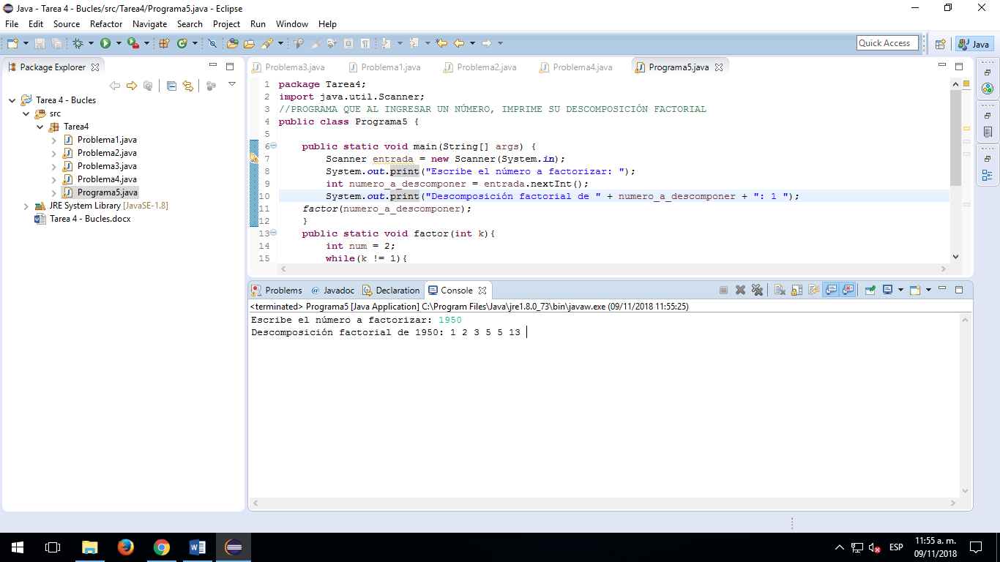 Java - Tarea 4 - Bucles/src/Tarea4/Programa5.java - Eclipse
File Edit Source Refactor Navigate Search Project Run Window Help
Quick Access
Java
Package Explorer
Tarea 4 - Bucles
src
Tarea4
Problema1.java
Problema2.java
Problema3.java
Problema4.java
Programa5.java
JRE System Library [JavaSE-1.8]
Tarea 4 - Bucles.docx
Problema3.java Problema1.java Problema2.java Problema4.java Programa5.java
1 package Tarea4;
2 import java.util.Scanner;
3 //PROGRAMA QUE AL INGRESAR UN NÚMERO, IMPRIME SU DESCOMPOSICIÓN FACTORIAL
4 public class Programa5 {
5
6 public static void main(String[] args) {
7 Scanner entrada = new Scanner(System.in);
8 System.out.print("Escribe el número a factorizar: ");
9 int numero_a_descomponer = entrada.nextInt();
10 System.out.print("Descomposición factorial de " + numero_a_descomponer + ": 1 ");
11 factor(numero_a_descomponer);
12 }
13 public static void factor(int k){
14 int num = 2;
15 while(k != 1){
Problems @ Javadoc Declaration Console
<terminated> Programa5 [Java Application] C:\Program Files\Java\jre1.8.0_73\bin\javaw.exe (09/11/2018 11:55:25)
Escribe el número a factorizar: 1950
Descomposición factorial de 1950: 1 2 3 5 5 13
ESP
11:55 a. m.
09/11/2018